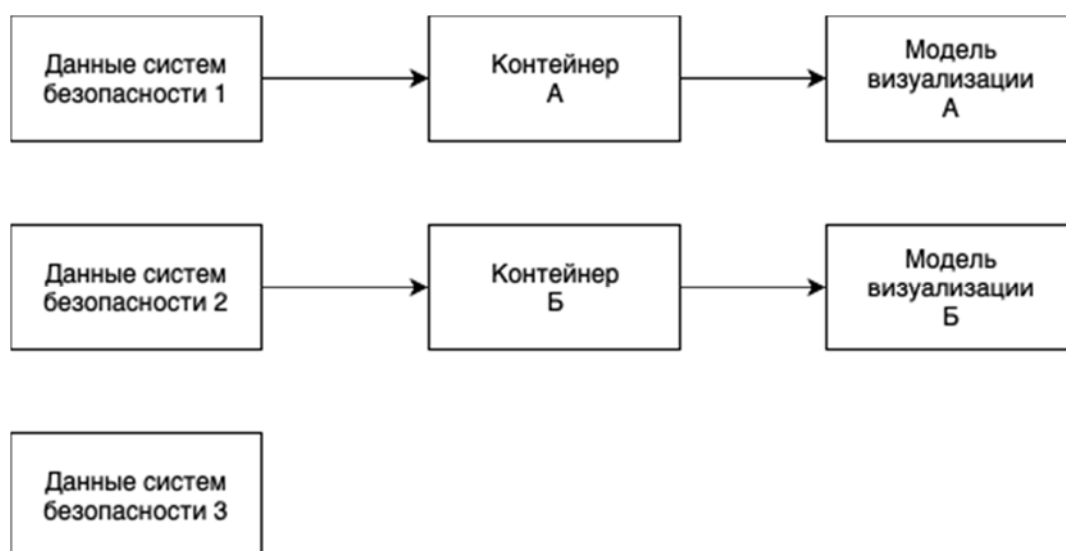 Данные систем
безопасности 1
Контейнер
А
Модель
визуализации
А
Данные систем
безопасности 2
Контейнер
Б
Модель
визуализации
Б
Данные систем
безопасности 3